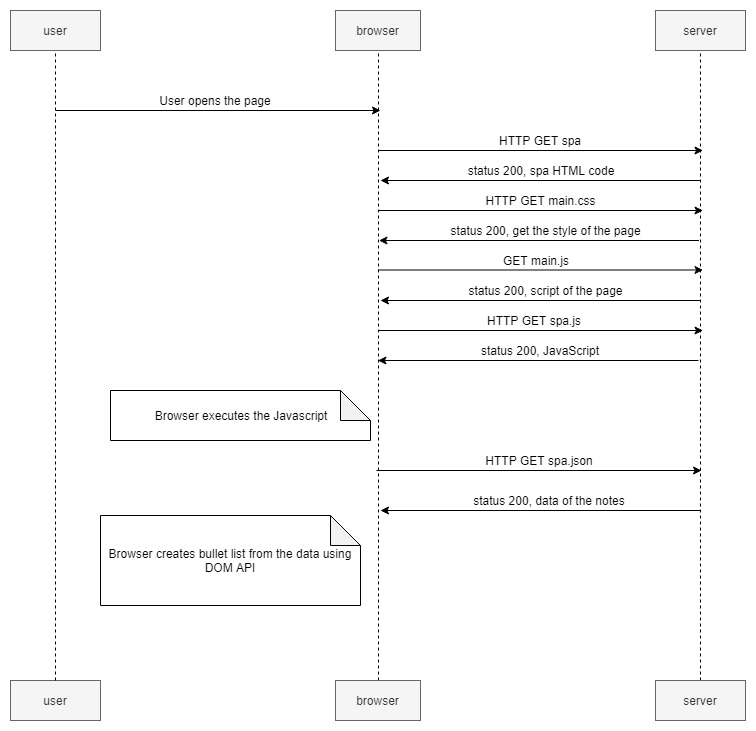 user
browser
server
User opens the page
HTTP GET spa
status 200, spa HTML code
HTTP GET main.css
status 200, get the style of the page
GET main.js
status 200, script of the page
HTTP GET spa.js
status 200, JavaScript
Browser executes the Javascript
HTTP GET spa.json
status 200, data of the notes
Browser creates bullet list from the data using
DOM API
user
browser
server